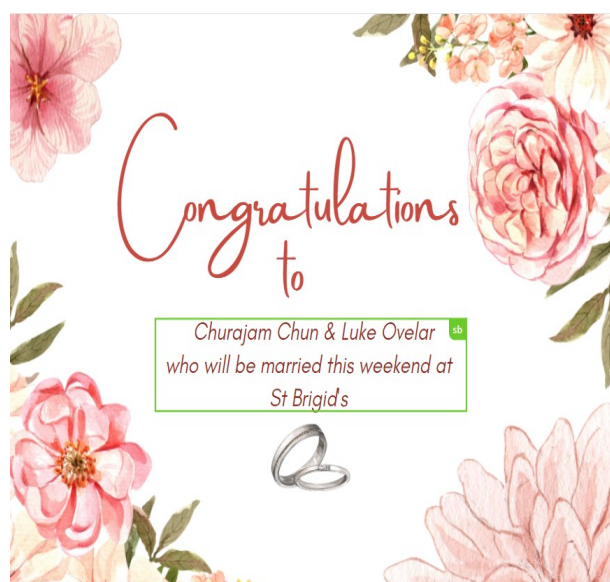 Congratulations
to
Churajam Chun & Luke Ovelar
who will be married this weekend at
St Brigid's
sb